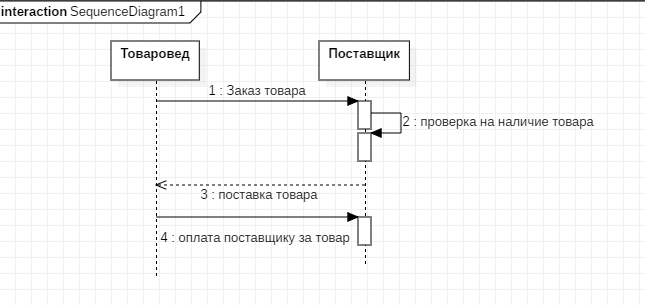 interaction SequenceDiagram1
Товаровед
Поставщик
1 : Заказ товара
2 : проверка на наличие товара
3 : поставка товара
4 : оплата поставщику за товар